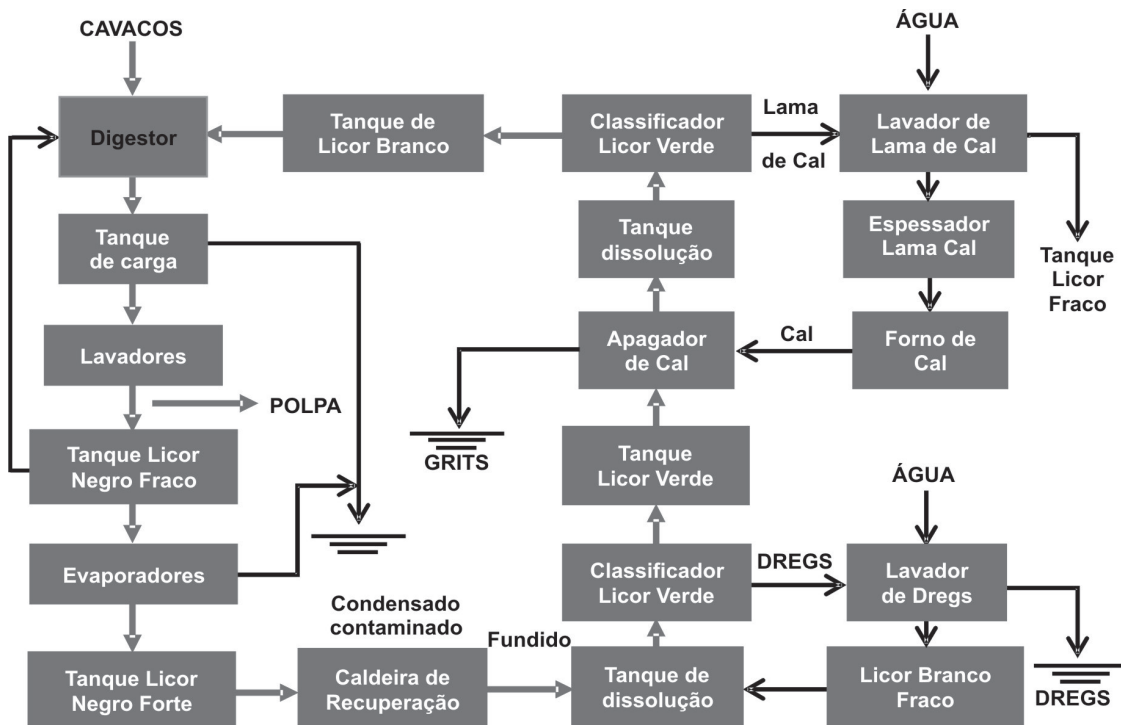 CAVACOS
ÁGUA
Digestor
Tanque de
Licor Branco
Classificador
Licor Verde
Lama
de Cal
Lavador de
Lama de Cal
Tanque
de carga
Tanque
dissolução
Espessador
Lama Cal
Tanque
Licor
Fraco
Lavadores
Apagador
de Cal
Cal
Forno de
Cal
POLPA
GRITS
Tanque Licor
Negro Fraco
Tanque
Licor Verde
ÁGUA
Evaporadores
Classificador
Licor Verde
DREGS
Lavador
de Dregs
Condensado
contaminado
Fundido
Tanque Licor
Negro Forte
Caldeira de
Recuperação
Tanque de
dissolução
Licor Branco
Fraco
DREGS